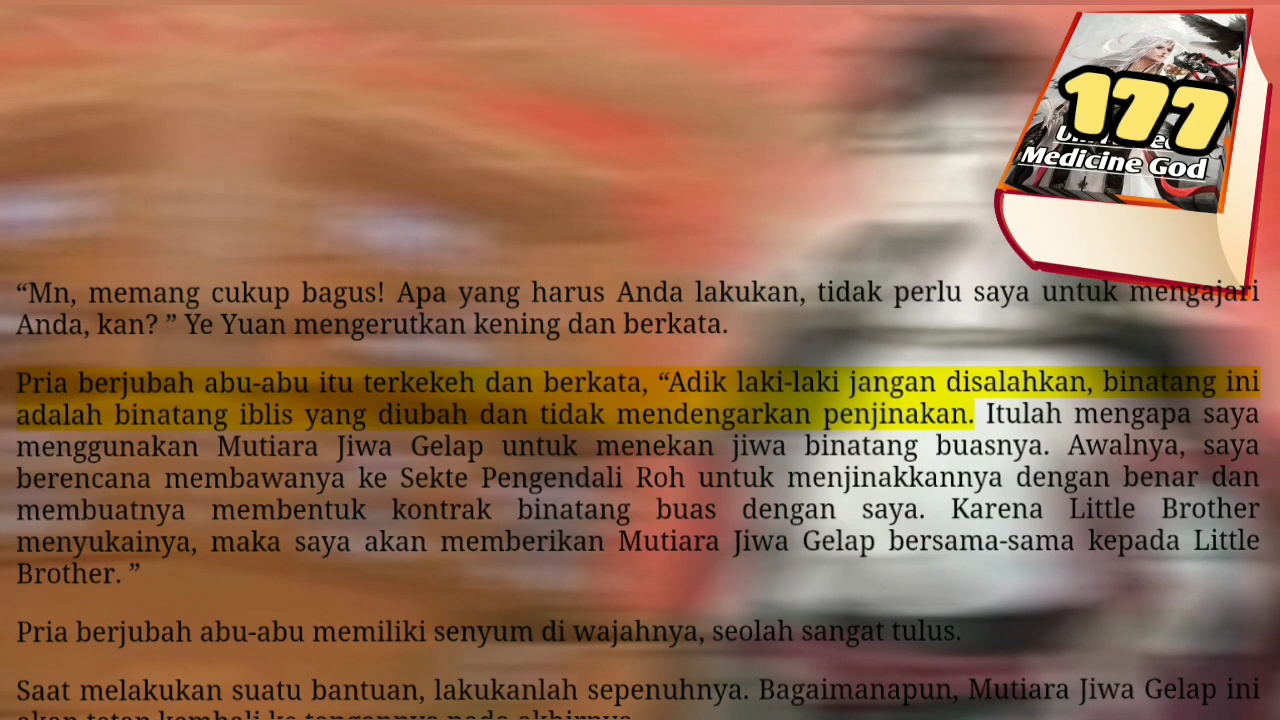 177
Medicine God
“Mn, memang cukup bagus! Apa yang harus Anda lakukan, tidak perlu saya untuk mengajari
Anda, kan? ” Ye Yuan mengerutkan kening dan berkata.
Pria berjubah abu-abu itu terkekeh dan berkata, “Adik laki-laki jangan disalahkan, binatang ini
adalah binatang iblis yang diubah dan tidak mendengarkan penjinakan. Itulah mengapa saya
menggunakan Mutiara Jiwa Gelap untuk menekan jiwa binatang buasnya. Awalnya, saya
berencana membawanya ke Sekte Pengendali Roh untuk menjinakkannya dengan benar dan
membuatnya membentuk kontrak binatang buas dengan saya. Karena Little Brother
menyukainya, maka saya akan memberikan Mutiara Jiwa Gelap bersama-sama kepada Little
Brother. ”
Pria berjubah abu-abu memiliki senyum di wajahnya, seolah sangat tulus.
Saat melakukan suatu bantuan, lakukanlah sepenuhnya. Bagaimanapun, Mutiara Jiwa Gelap ini